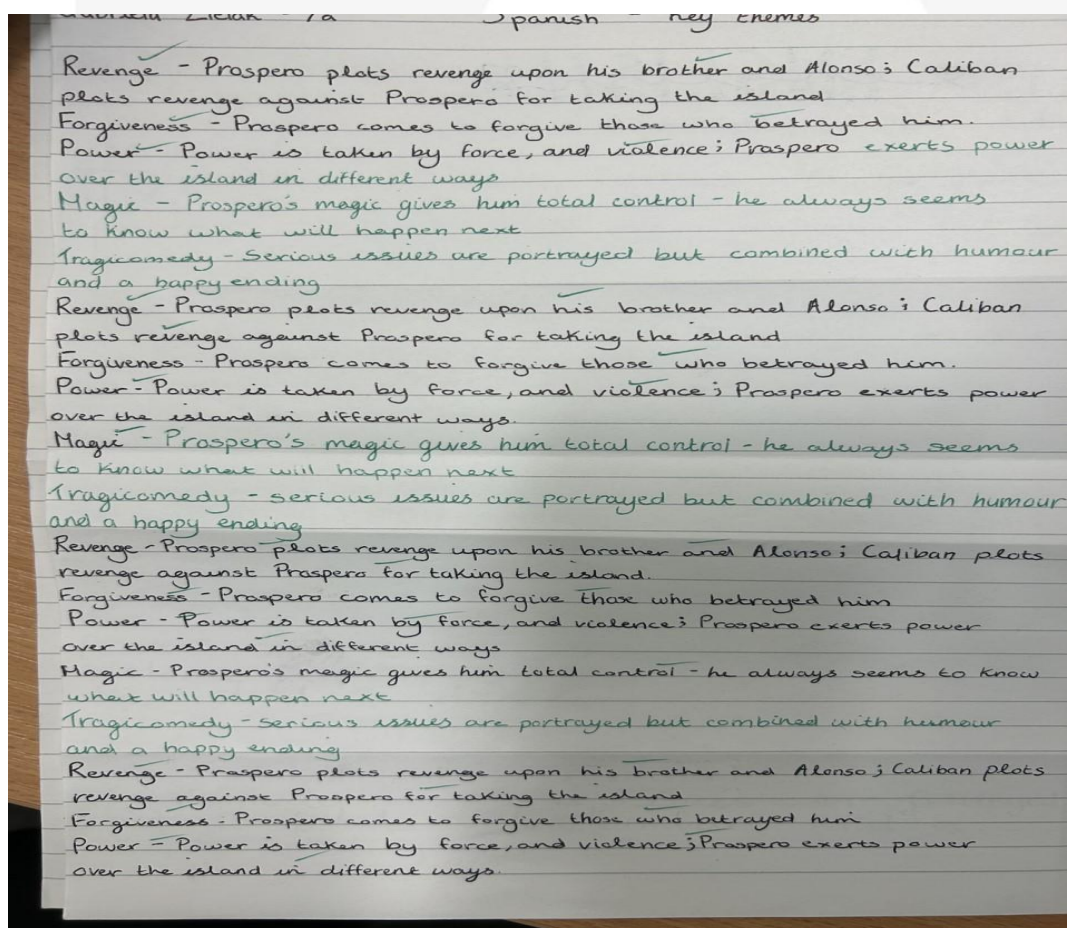 Spanish - Key themes
Revenge - Prospero plots revenge upon his brother and Alonso; Caliban
plots revenge against Prospero for taking the island
Forgiveness - Prospero comes to forgive those who betrayed him.
Power - Power is taken by force, and violence; Prospero exerts power
over the island in different ways
Magic - Prospero's magic gives him total control - he always seems
to know what will happen next
Tragicomedy - Serious issues are portrayed but combined with humour
and a happy ending
Revenge - Prospero plots revenge upon his brother and Alonso; Caliban
plots revenge against Prospero for taking the island
Forgiveness - Prospero comes to forgive those who betrayed him.
Power - Power is taken by force, and violence; Prospero exerts power
over the island in different ways.
Magic - Prospero's magic gives him total control - he always seems
to know what will happen next
Tragicomedy - serious issues are portrayed but combined with humour
and a happy ending
Revenge - Prospero plots revenge upon his brother and Alonso; Caliban plots
revenge against Prospero for taking the island.
Forgiveness - Prospero comes to forgive those who betrayed him
Power - Power is taken by force, and violence; Prospero exerts power
over the island in different ways
Magic - Prospero's magic gives him total control - he always seems to know
what will happen next
Tragicomedy - serious issues are portrayed but combined with humour
and a happy ending
Revenge - Prospero plots revenge upon his brother and Alonso; Caliban plots
revenge against Prospero for taking the island
Forgiveness - Prospero comes to forgive those who betrayed him
Power - Power is taken by force, and violence; Prospero exerts power
over the island in different ways.